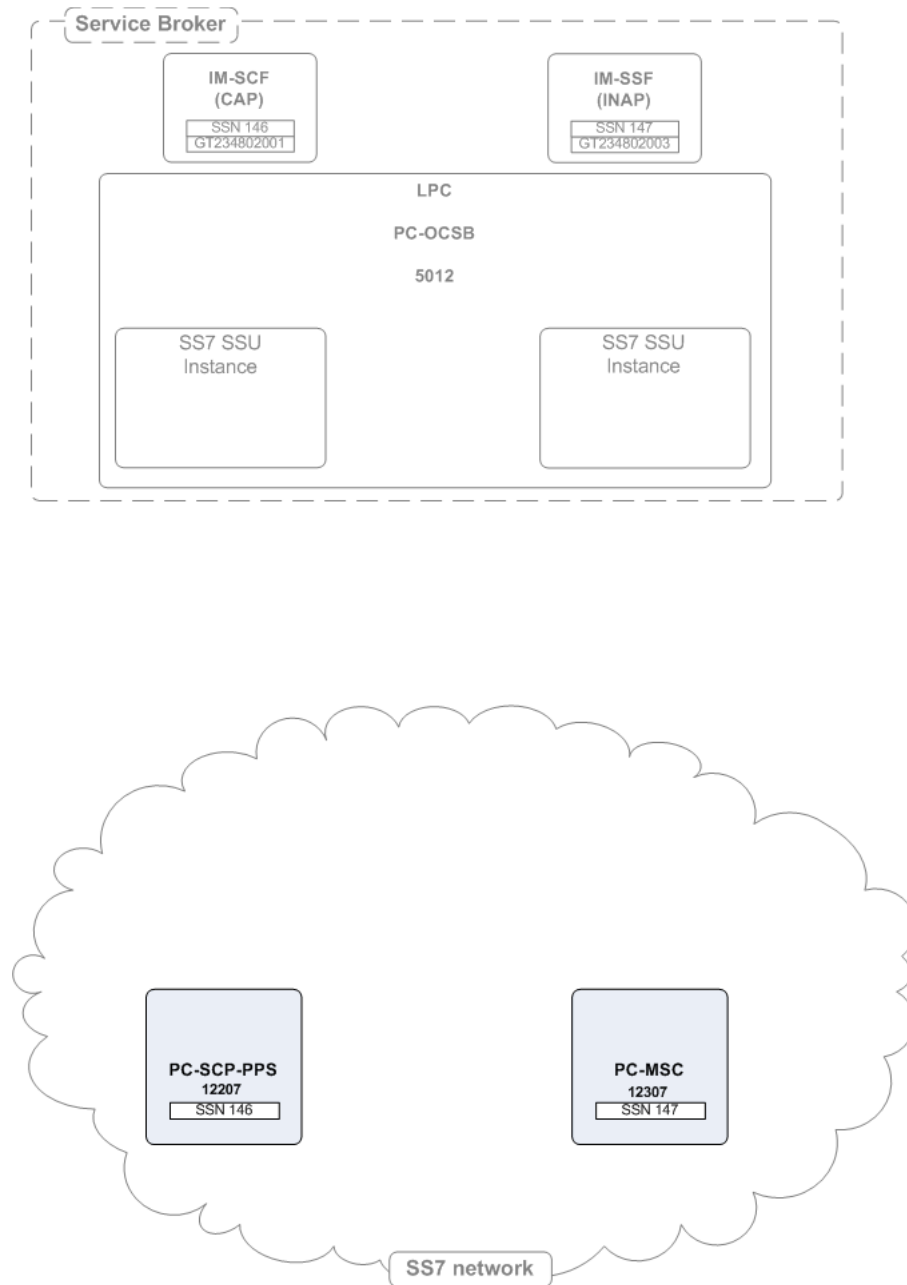 Service Broker
IM-SCF
(CAP)
SSN 146
GT234802001
IM-SSF
(INAP)
SSN 147
GT234802003
LPC
PC-OCSB
5012
SS7 SSU
Instance
SS7 SSU
Instance
PC-SCP-PPS
12207
SSN 146
PC-MSC
12307
SSN 147
SS7 network